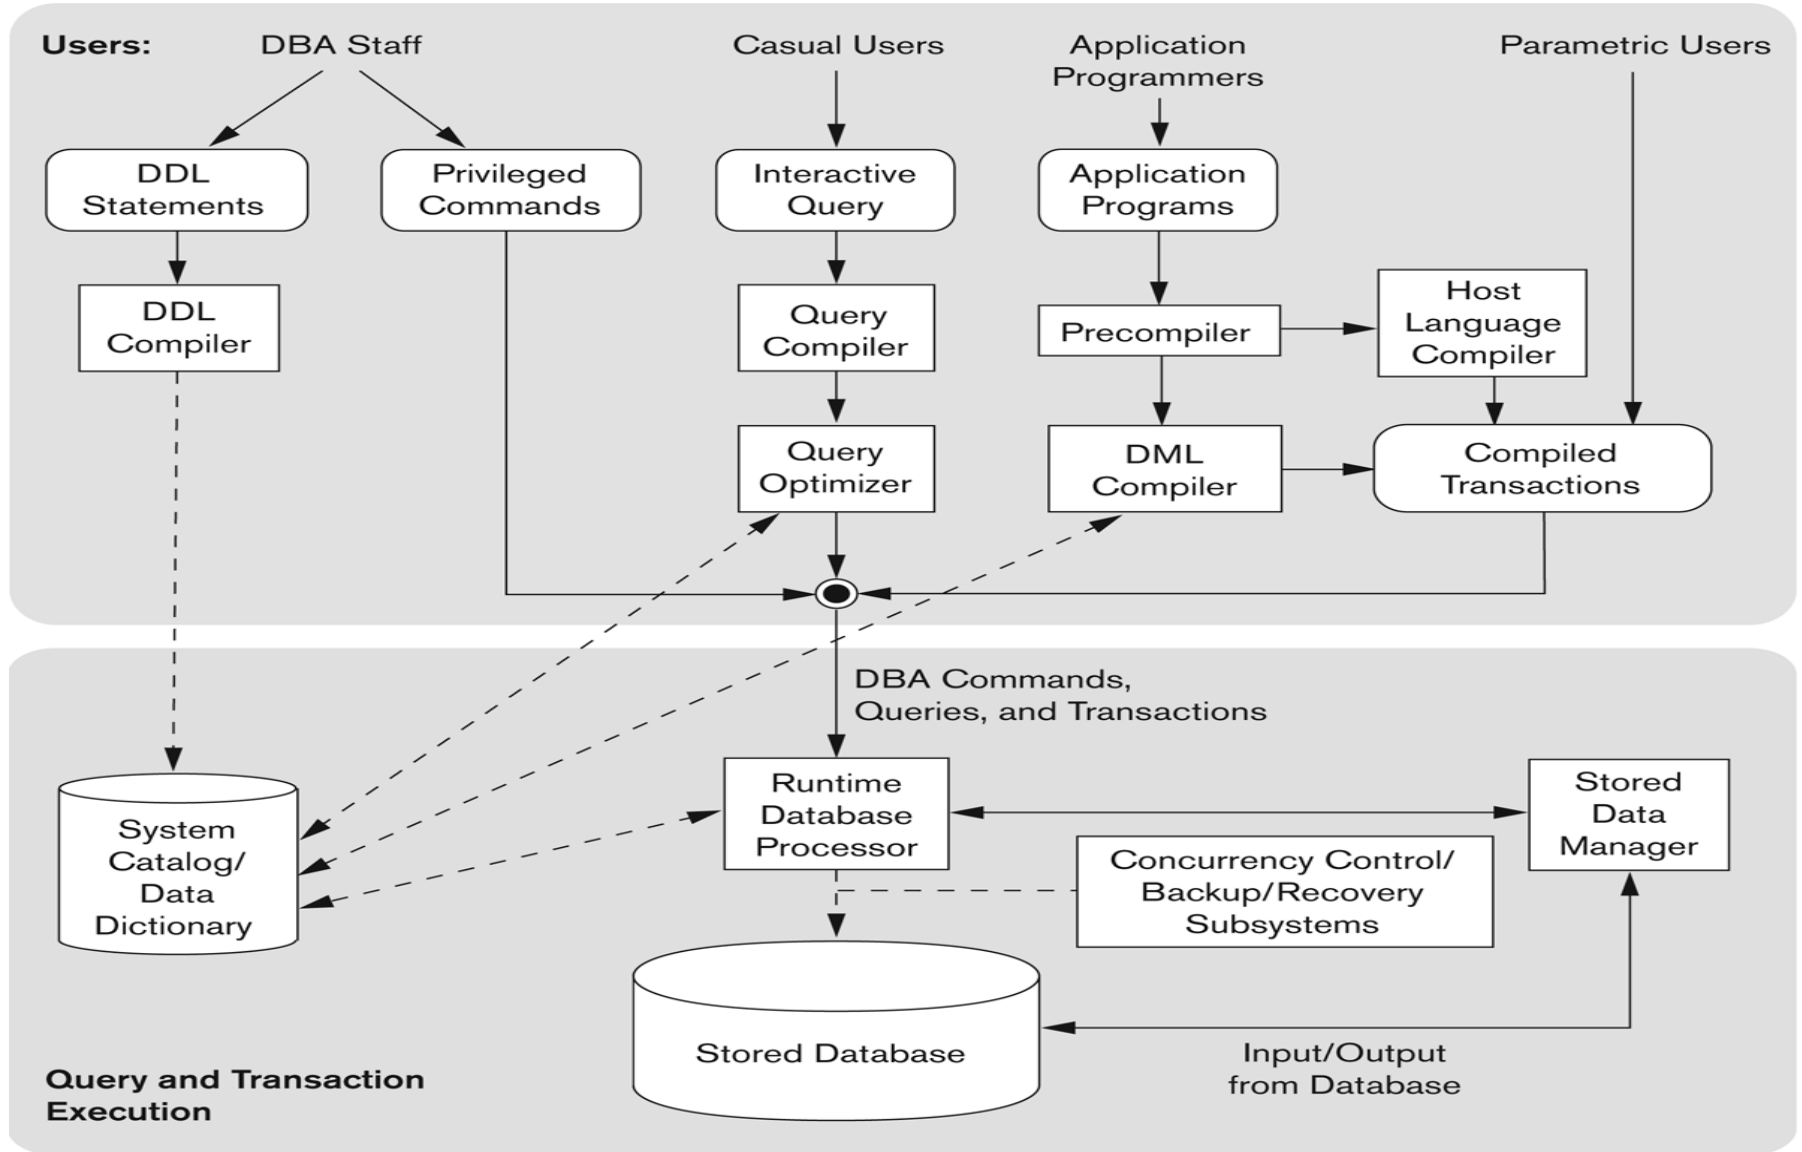 Users:
DBA Staff
Casual Users
Application
Programmers
Parametric Users
DDL
Statements
Privileged
Commands
Interactive
Query
Application
Programs
DDL
Compiler
Query
Compiler
Precompiler
Host
Language
Compiler
Query
Optimizer
DML
Compiler
Compiled
Transactions
DBA Commands,
Queries, and Transactions
System
Catalog/
Data
Dictionary
Runtime
Database
Processor
Stored
Data
Manager
Concurrency Control/
Backup/Recovery
Subsystems
Stored Database
Input/Output
from Database
Query and Transaction
Execution